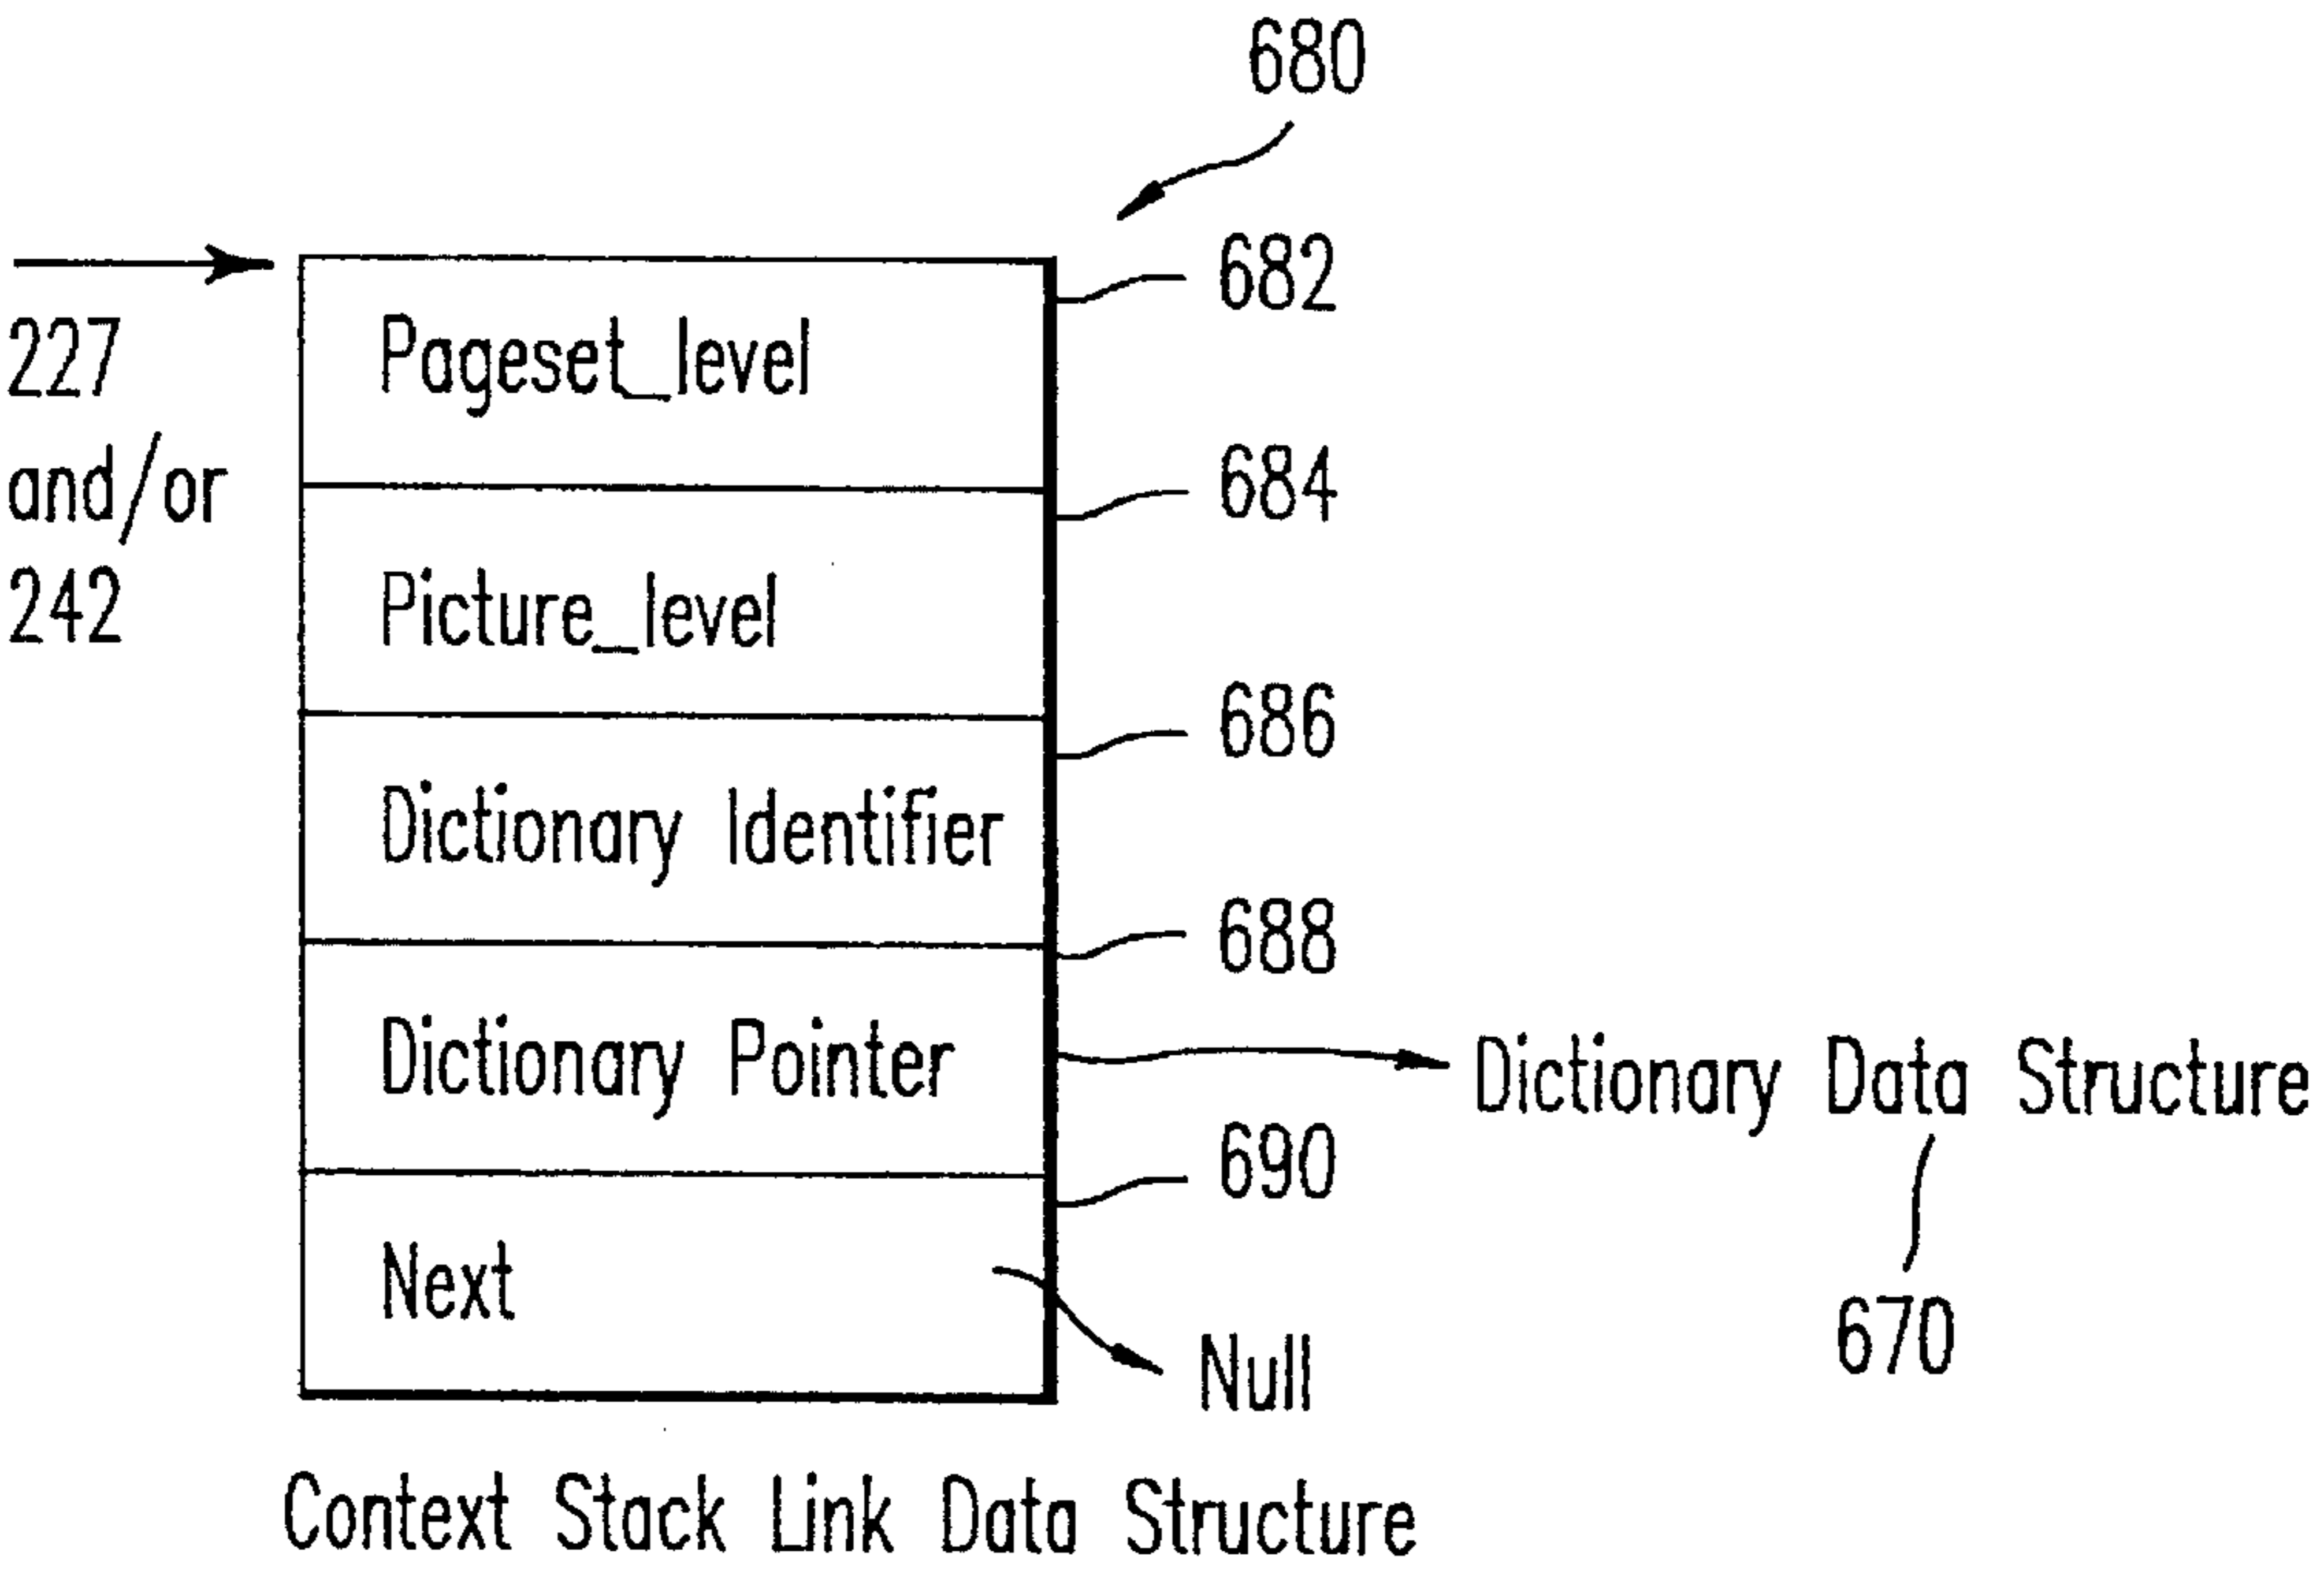 680
682
227
and/or
242
Pageset_level
684
Picture_level
686
Dictionary Identifier
688
Dictionary Pointer
Dictionary Data Structure
690
Next
670
Null
Context Stack Link Data Structure